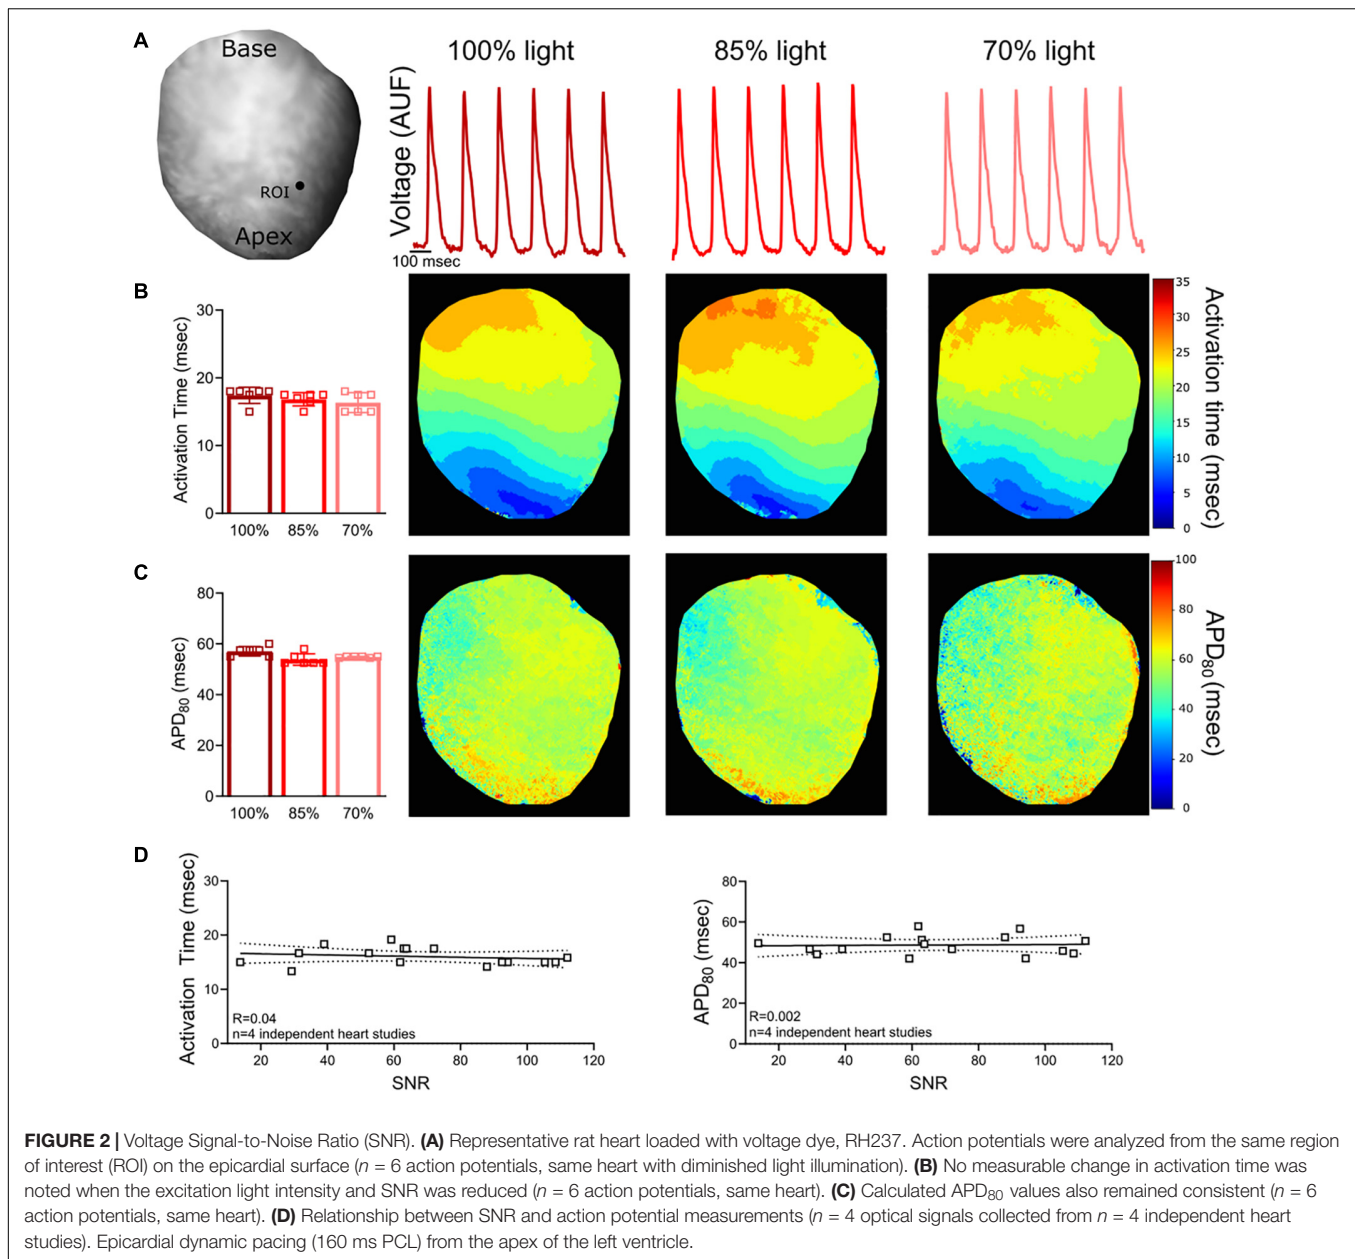 A
Base
ROI
Apex
100% light
85% light
70% light
Voltage (AUF)
100 msec
B
Activation Time (msec)
30
20
10
0
100%
85%
70%
35
30
25
20
15
10
5
0
Activation time (msec)
C
APD80 (msec)
80
60
40
20
0
100%
85%
70%
100
80
60
40
20
0
APD80 (msec)
D
Activation Time (msec)
30
20
10
0
R=0.04
n=4 independent heart studies
20
40
60
80
100
120
SNR
APD80 (msec)
80
60
40
20
0
R=0.002
n=4 independent heart studies
20
40
60
80
100
120
SNR
FIGURE 2 | Voltage Signal-to-Noise Ratio (SNR). (A) Representative rat heart loaded with voltage dye, RH237. Action potentials were analyzed from the same region
of interest (ROI) on the epicardial surface (n = 6 action potentials, same heart with diminished light illumination). (B) No measurable change in activation time was
noted when the excitation light intensity and SNR was reduced (n = 6 action potentials, same heart). (C) Calculated APD80 values also remained consistent (n = 6
action potentials, same heart). (D) Relationship between SNR and action potential measurements (n = 4 optical signals collected from n = 4 independent heart
studies). Epicardial dynamic pacing (160 ms PCL) from the apex of the left ventricle.